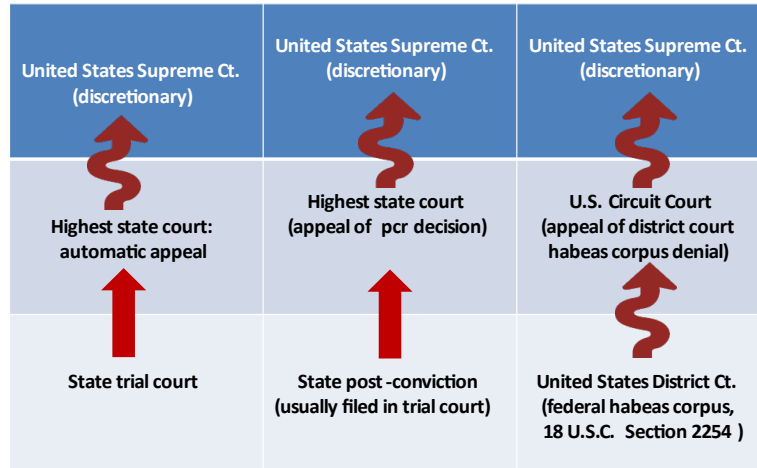 United States Supreme Ct.
(discretionary)
United States Supreme Ct.
(discretionary)
United States Supreme Ct.
(discretionary)
Highest state court:
automatic appeal
Highest state court
(appeal of pcr decision)
U.S. Circuit Court
(appeal of district court
habeas corpus denial)
State trial court
State post -conviction
(usually filed in trial court)
United States District Ct.
(federal habeas corpus,
18 U.S.C. Section 2254 )